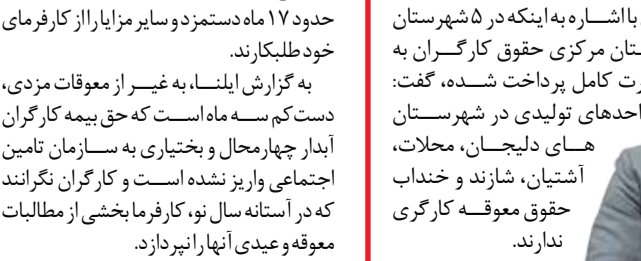 با اشاره به اینکه در ۵ شهرستان
ستان مرکزی حقوق کارگران به
رت کامل پرداخت شده، گفت:
احدهای تولیدی در شهرستان
های دلیجان، محلات،
آشتیان، شازند و خنداب
حقوق معوقه کارگری
ندارند.
حدود ۱۷ ماه دستمزد و سایر مزایا را از کارفرمای
خود طلبکارند.
به گزارش ایلنا، به غیر از معوقات مزدی،
دست‌کم سه ماه است که حق بیمه کارگران
آبدار چهارمحال و بختیاری به سازمان تامین
اجتماعی واریز نشده است و کارگران نگرانند
که در آستانه سال نو، کارفرما بخشی از مطالبات
معوقه و عیدی آنها را نپردازد.